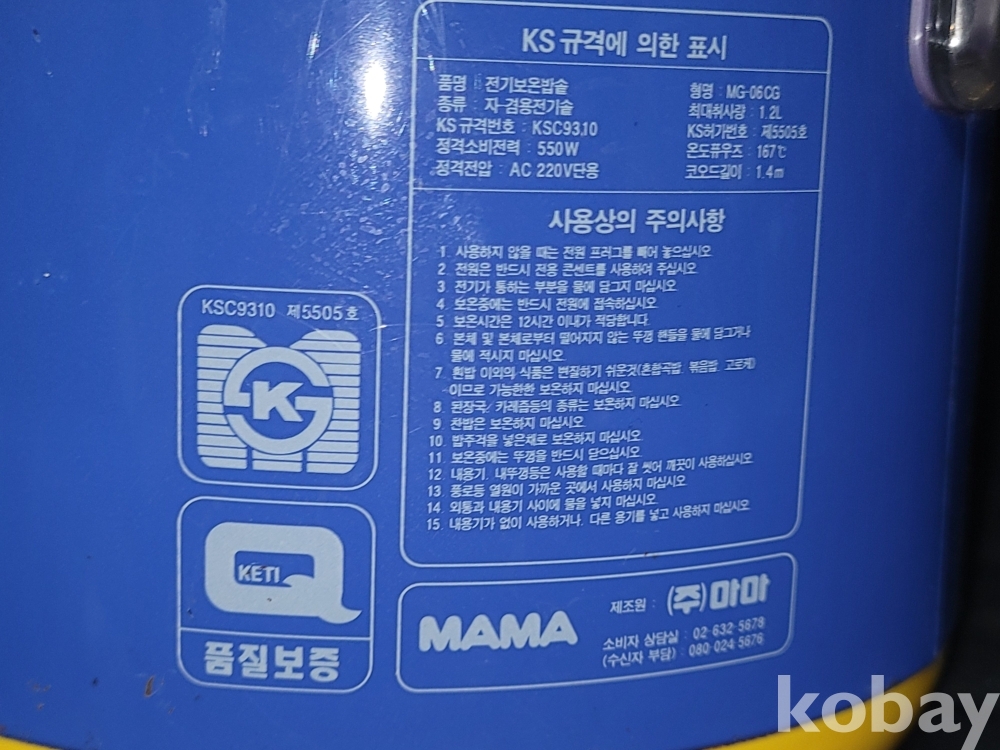 KS 규격에 의한 표시
품명 : 전기보온밥솥
종류 : 자·겸용전기솥
KS 규격번호 : KSC9310
정격소비전력 : 550W
정격전압 : AC 220V단용
형명 : MG-06CG
최대취사량 : 1.2L
KS허가번호 : 제5505호
온도퓨우즈 : 167℃
코오드길이 : 1.4m
사용상의 주의사항
1. 사용하지 않을 때는 전원 프러그를 빼어 놓으십시오.
2. 전원은 반드시 전용 콘센트를 사용하여 주십시오.
3. 전기가 통하는 부분을 물에 담그지 마십시오.
4. 보온중에는 반드시 전원에 접속하십시오.
5. 보온시간은 12시간 이내가 적당합니다.
6. 본체 및 본체로부터 떨어지지 않는 뚜껑 핸들을 물에 담그거나
물에 적시지 마십시오.
7. 흰밥 이외의 식품은 변질하기 쉬운것(혼합곡밥, 볶음밥, 고로케)
이므로 가능한한 보온하지 마십시오.
8. 된장국, 카레즙등의 종류는 보온하지 마십시오.
9. 찬밥은 보온하지 마십시오.
10. 밥주걱을 넣은채로 보온하지 마십시오.
11. 보온중에는 뚜껑을 반드시 닫으십시오.
12. 내용기, 내뚜껑등은 사용할 때마다 잘 씻어 깨끗이 사용하십시오.
13. 풍로등 열원이 가까운 곳에서 사용하지 마십시오.
14. 외통과 내용기 사이에 물을 넣지 마십시오.
15. 내용기가 없이 사용하거나, 다른 용기를 넣고 사용하지 마십시오.
KSC9310 제5505호
K
KETI
품질보증
MAMA
제조원 : (주)마마
소비자 상담실 : 02-632-5678
(수신자 부담) : 080-024-5676
kobay